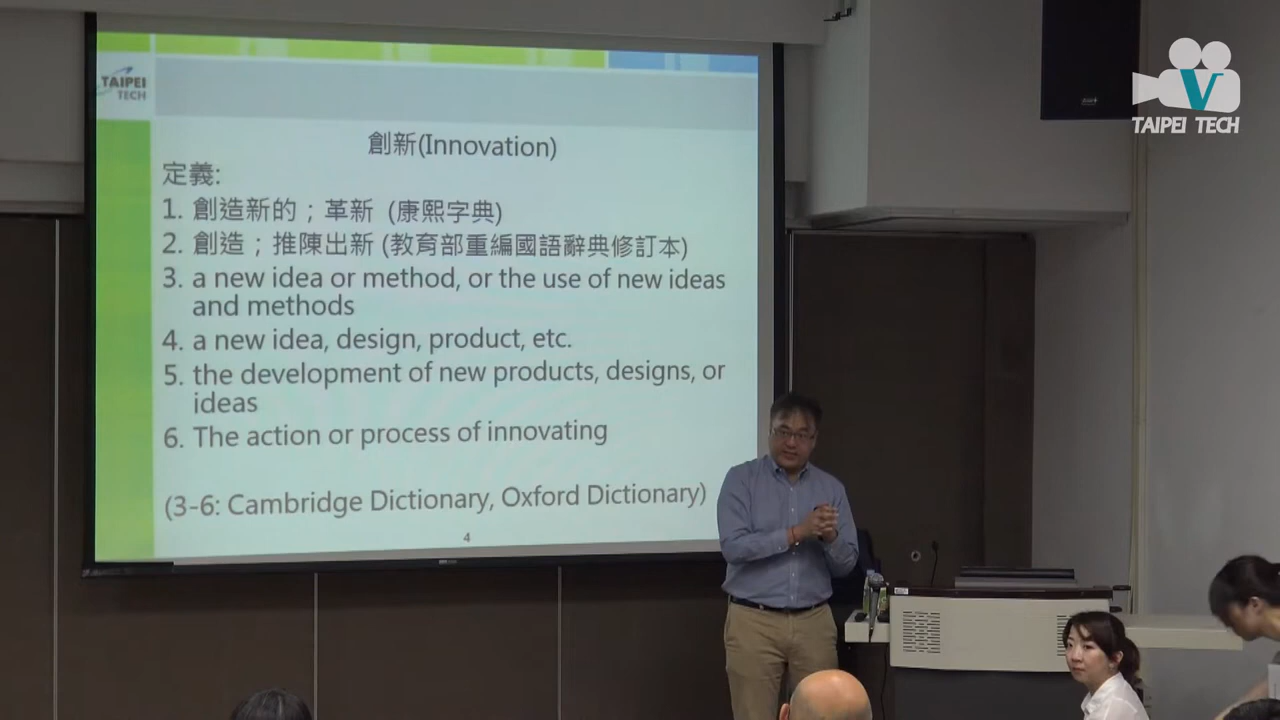 TAIPEI
TECH
創新(Innovation)
定義:
1. 創造新的；革新 (康熙字典)
2. 創造；推陳出新 (教育部重編國語辭典修訂本)
3. a new idea or method, or the use of new ideas
and methods
4. a new idea, design, product, etc.
5. the development of new products, designs, or
ideas
6. The action or process of innovating
(3-6: Cambridge Dictionary, Oxford Dictionary)
4
V
TAIPEI TECH